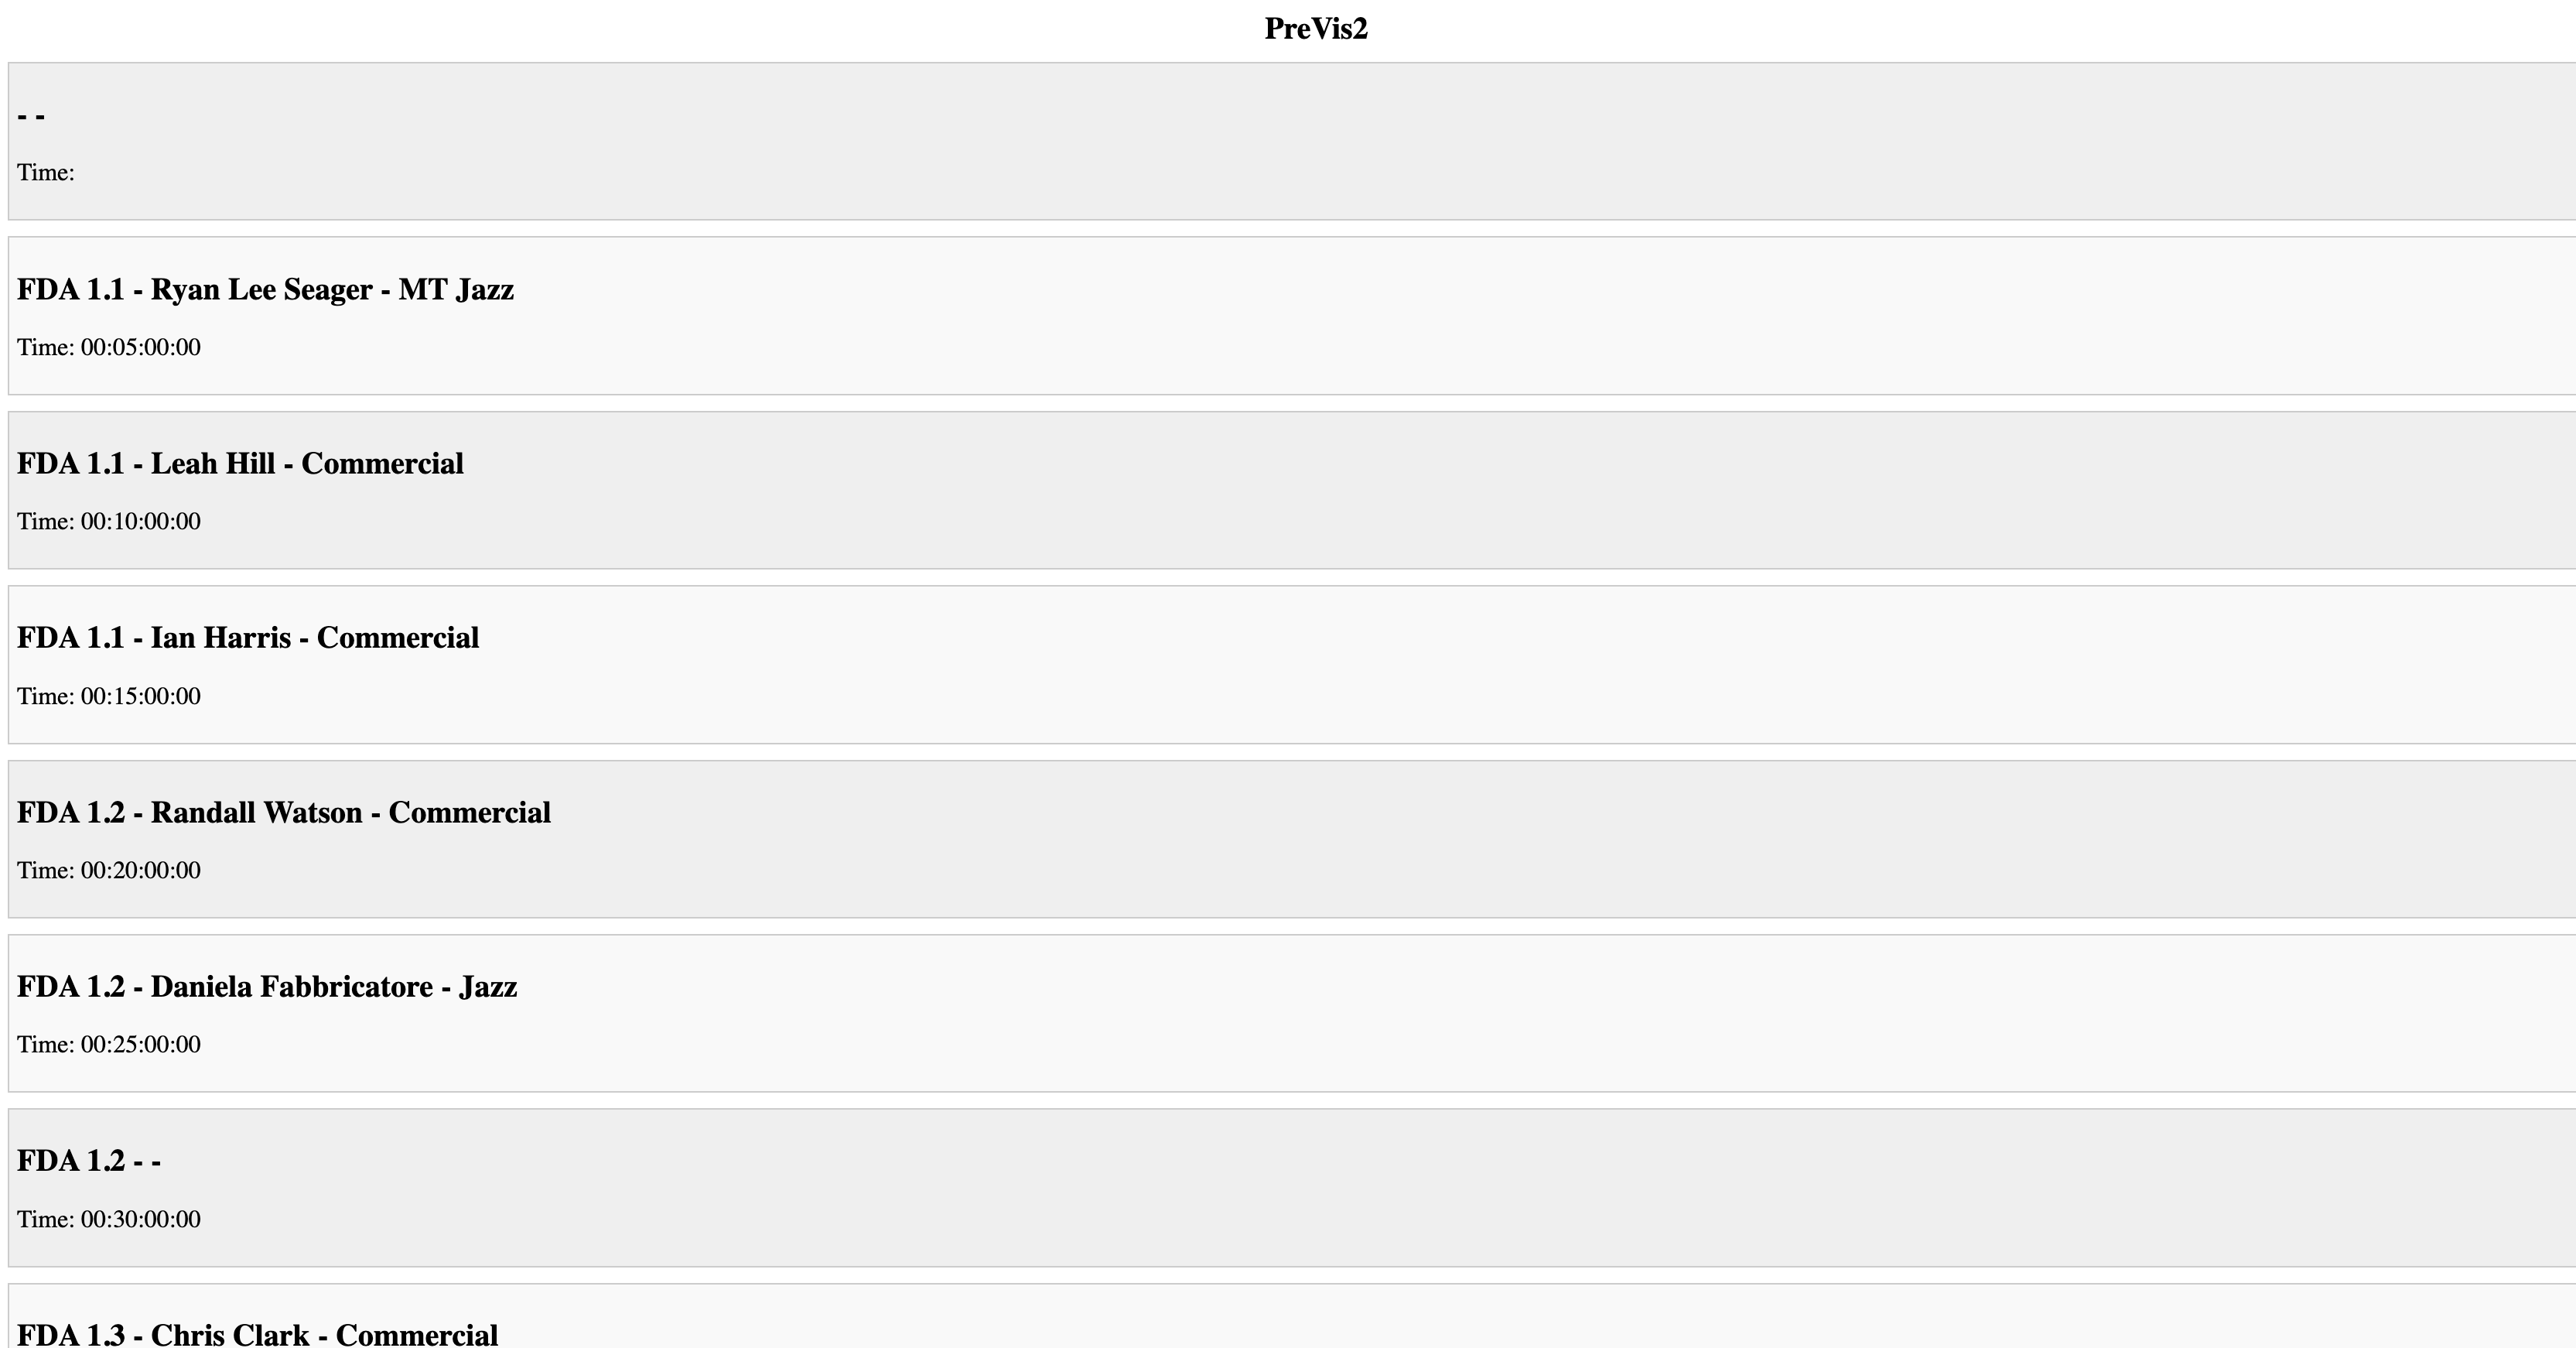 PreVis2
- -
Time:
FDA 1.1 - Ryan Lee Seager - MT Jazz
Time: 00:05:00:00
FDA 1.1 - Leah Hill - Commercial
Time: 00:10:00:00
FDA 1.1 - Ian Harris - Commercial
Time: 00:15:00:00
FDA 1.2 - Randall Watson - Commercial
Time: 00:20:00:00
FDA 1.2 - Daniela Fabbricatore - Jazz
Time: 00:25:00:00
FDA 1.2 - -
Time: 00:30:00:00
FDA 1.3 - Chris Clark - Commercial